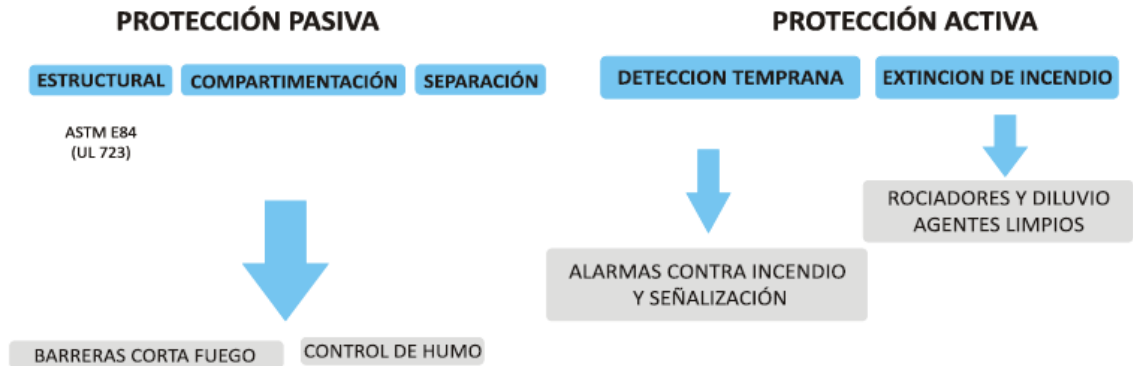 PROTECCIÓN PASIVA
ESTRUCTURAL
COMPARTIMENTACIÓN
SEPARACIÓN
ASTM E84
(UL 723)
BARRERAS CORTA FUEGO
CONTROL DE HUMO
PROTECCIÓN ACTIVA
DETECCION TEMPRANA
EXTINCION DE INCENDIO
ALARMAS CONTRA INCENDIO
Y SEÑALIZACIÓN
ROCIADORES Y DILUVIO
AGENTES LIMPIOS